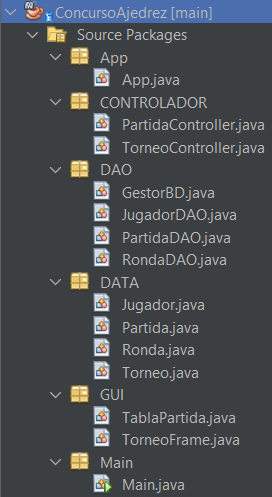 ConcursoAjedrez [main]
Source Packages
App
App.java
CONTROLADOR
PartidaController.java
TorneoController.java
DAO
GestorBD.java
JugadorDAO.java
PartidaDAO.java
RondaDAO.java
DATA
Jugador.java
Partida.java
Ronda.java
Torneo.java
GUI
TablaPartida.java
TorneoFrame.java
Main
Main.java